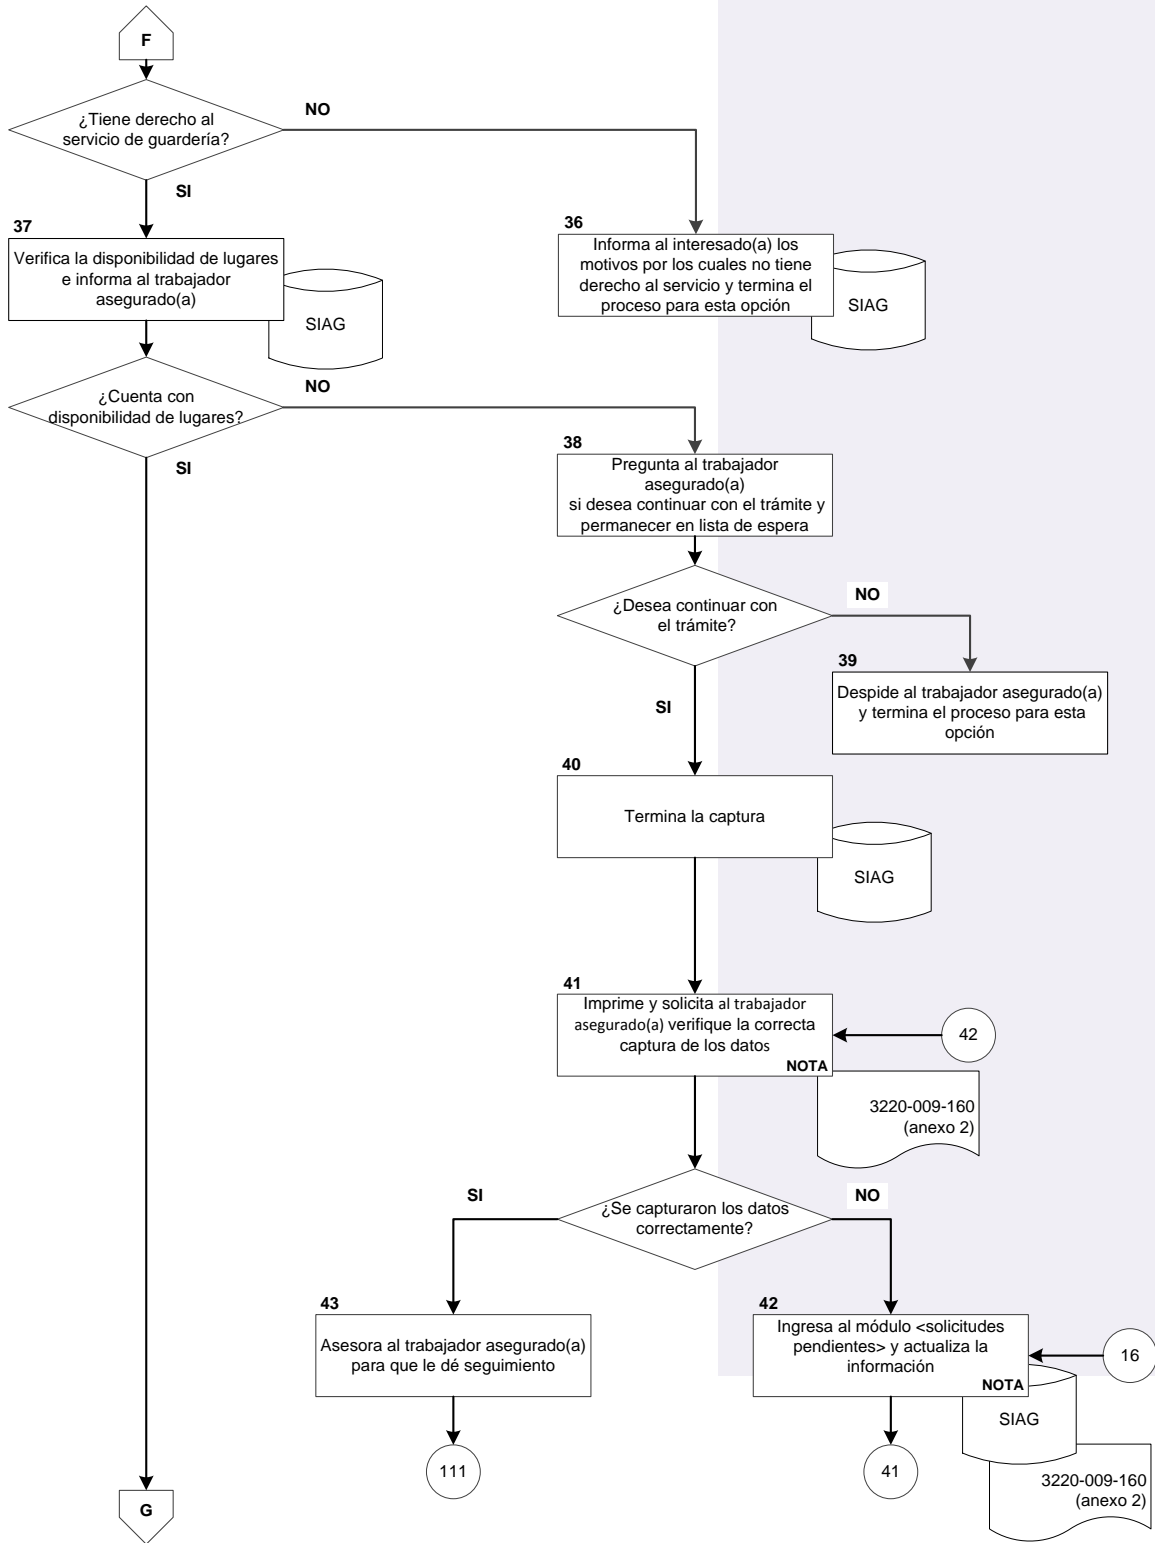 F
¿Tiene derecho al
servicio de guardería?
NO
SI
37
Verifica la disponibilidad de lugares
e informa al trabajador
asegurado(a)
SIAG
36
Informa al interesado(a) los
motivos por los cuales no tiene
derecho al servicio y termina el
proceso para esta opción
SIAG
¿Cuenta con
disponibilidad de lugares?
NO
SI
38
Pregunta al trabajador
asegurado(a)
si desea continuar con el trámite y
permanecer en lista de espera
¿Desea continuar con
el trámite?
NO
SI
39
Despide al trabajador asegurado(a)
y termina el proceso para esta
opción
40
Termina la captura
SIAG
41
Imprime y solicita al trabajador
asegurado(a) verifique la correcta
captura de los datos
NOTA
42
3220-009-160
(anexo 2)
¿Se capturaron los datos
correctamente?
SI
NO
43
Asesora al trabajador asegurado(a)
para que le dé seguimiento
42
Ingresa al módulo <solicitudes
pendientes> y actualiza la
información
NOTA
16
SIAG
3220-009-160
(anexo 2)
111
41
G